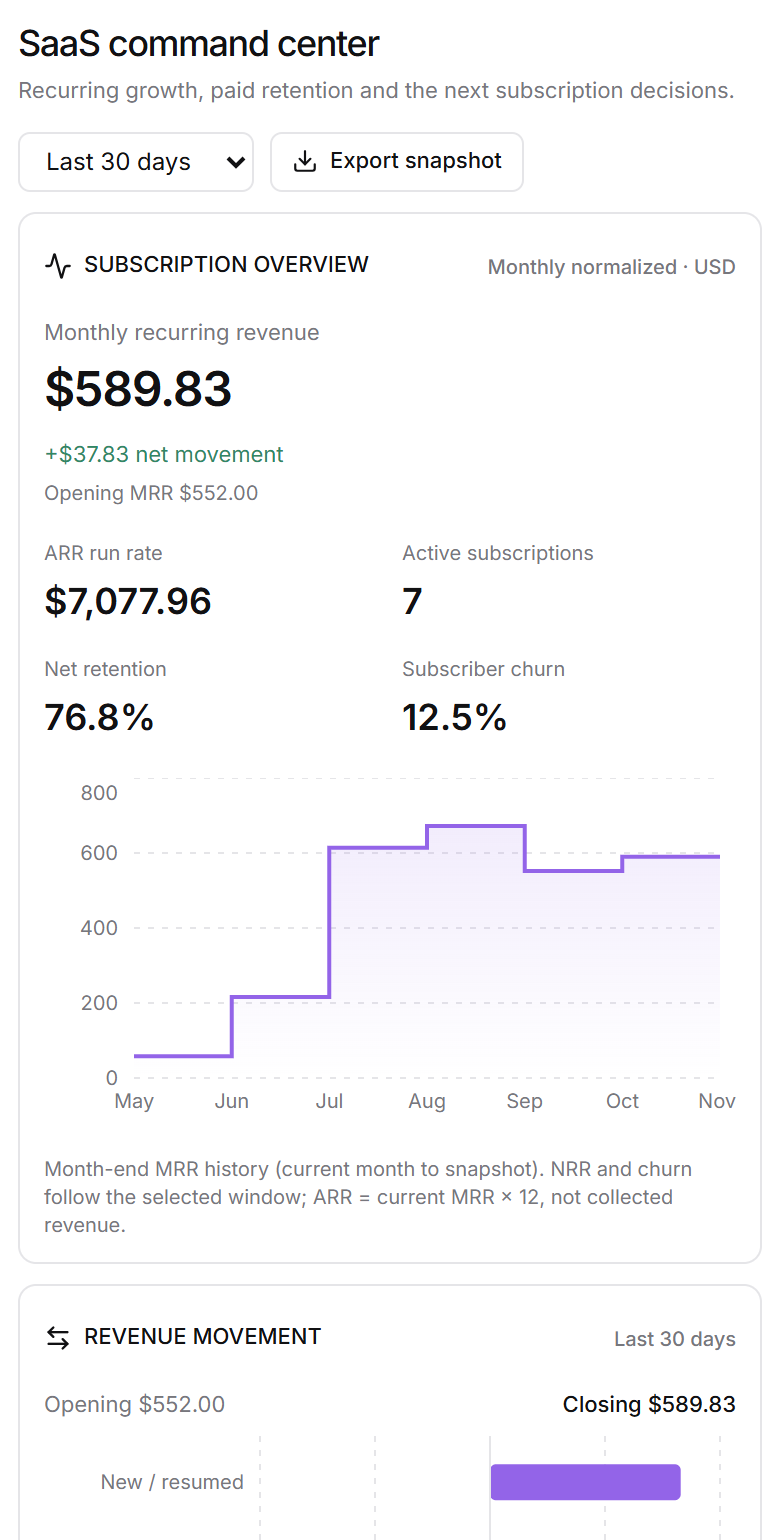 SaaS command center
Recurring growth, paid retention and the next subscription decisions.
Last 30 days
Export snapshot
SUBSCRIPTION OVERVIEW
Monthly normalized · USD
Monthly recurring revenue
$589.83
+$37.83 net movement
Opening MRR $552.00
ARR run rate
Active subscriptions
$7,077.96
7
Net retention
Subscriber churn
76.8%
12.5%
800
600
400
200
0
May Jun Jul Aug Sep Oct Nov
Month-end MRR history (current month to snapshot). NRR and churn
follow the selected window; ARR = current MRR × 12, not collected
revenue.
REVENUE MOVEMENT
Last 30 days
Opening $552.00
Closing $589.83
New / resumed